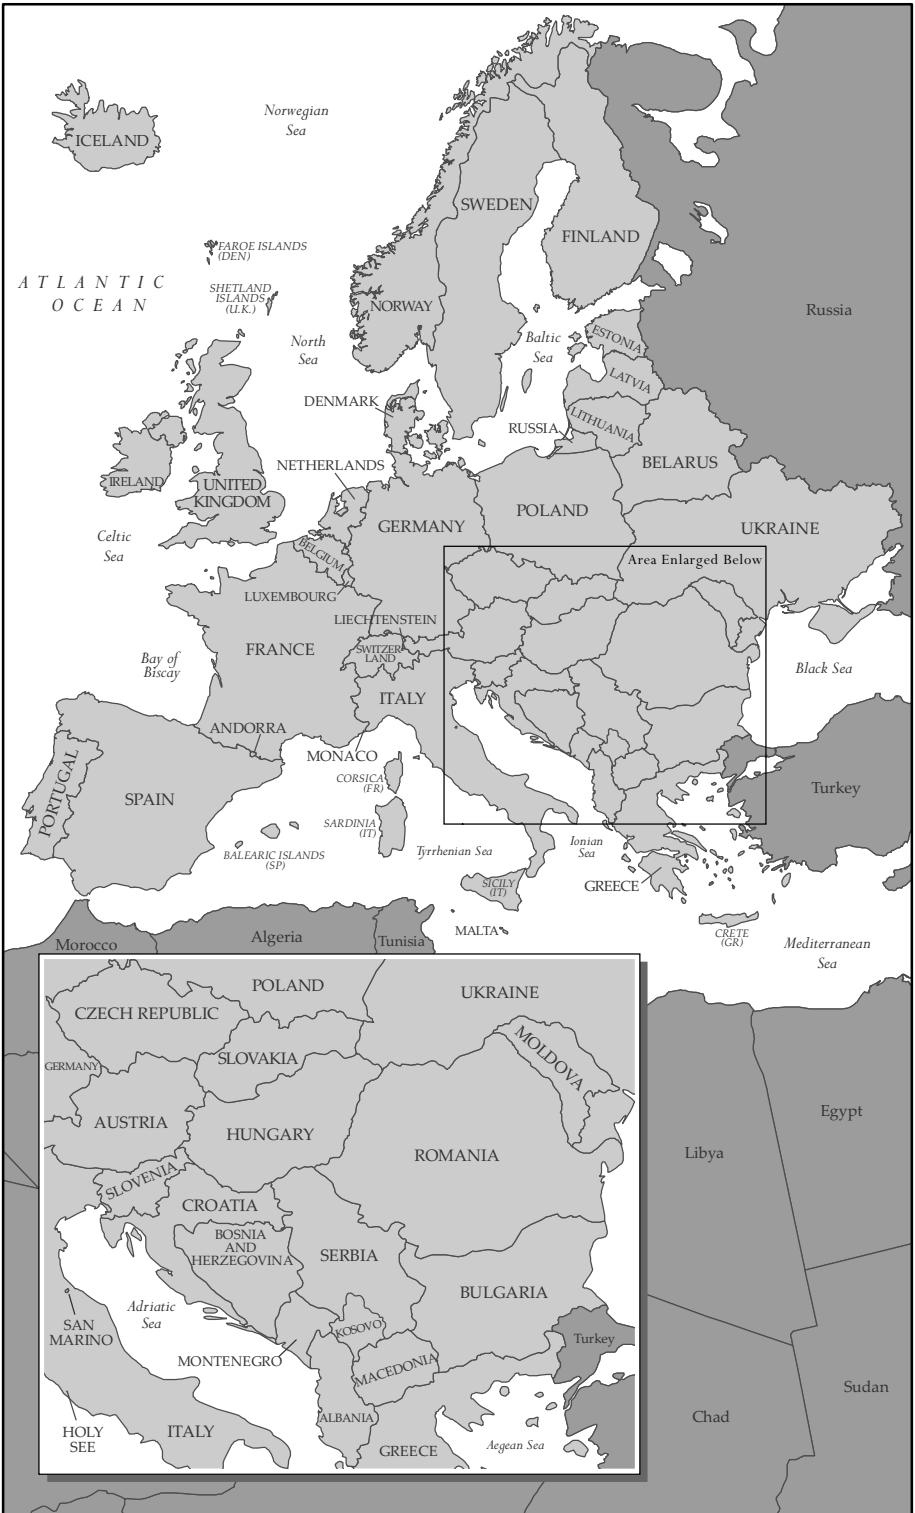 Norwegian
Sea
ICELAND
SWEDEN
FINLAND
FAROE ISLANDS
(DEN)
ATLANTIC
OCEAN
SHETLAND
ISLANDS
(U.K.)
NORWAY
Russia
North
Sea
Baltic
Sea
ESTONIA
LATVIA
DENMARK
LITHUANIA
RUSSIA
NETHERLANDS
BELARUS
IRELAND
UNITED
KINGDOM
POLAND
GERMANY
UKRAINE
Celtic
Sea
BELGIUM
Area Enlarged Below
LUXEMBOURG
LIECHTENSTEIN
FRANCE
SWITZER-
LAND
Bay of
Biscay
Black Sea
ITALY
ANDORRA
MONACO
CORSICA
(FR)
PORTUGAL
SPAIN
Turkey
SARDINIA
(IT)
BALEARIC ISLANDS
(SP)
Tyrrhenian Sea
Ionian
Sea
SICILY
(IT)
GREECE
MALTA
CRETE
(GR)
Mediterranean
Sea
Morocco
Algeria
Tunisia
POLAND
UKRAINE
CZECH REPUBLIC
SLOVAKIA
MOLDOVA
GERMANY
AUSTRIA
HUNGARY
ROMANIA
SLOVENIA
CROATIA
BOSNIA
AND
HERZEGOVINA
SERBIA
BULGARIA
Adriatic
Sea
SAN
MARINO
KOSOVO
Turkey
MONTENEGRO
MACEDONIA
ALBANIA
HOLY
SEE
ITALY
GREECE
Aegean Sea
Egypt
Libya
Sudan
Chad